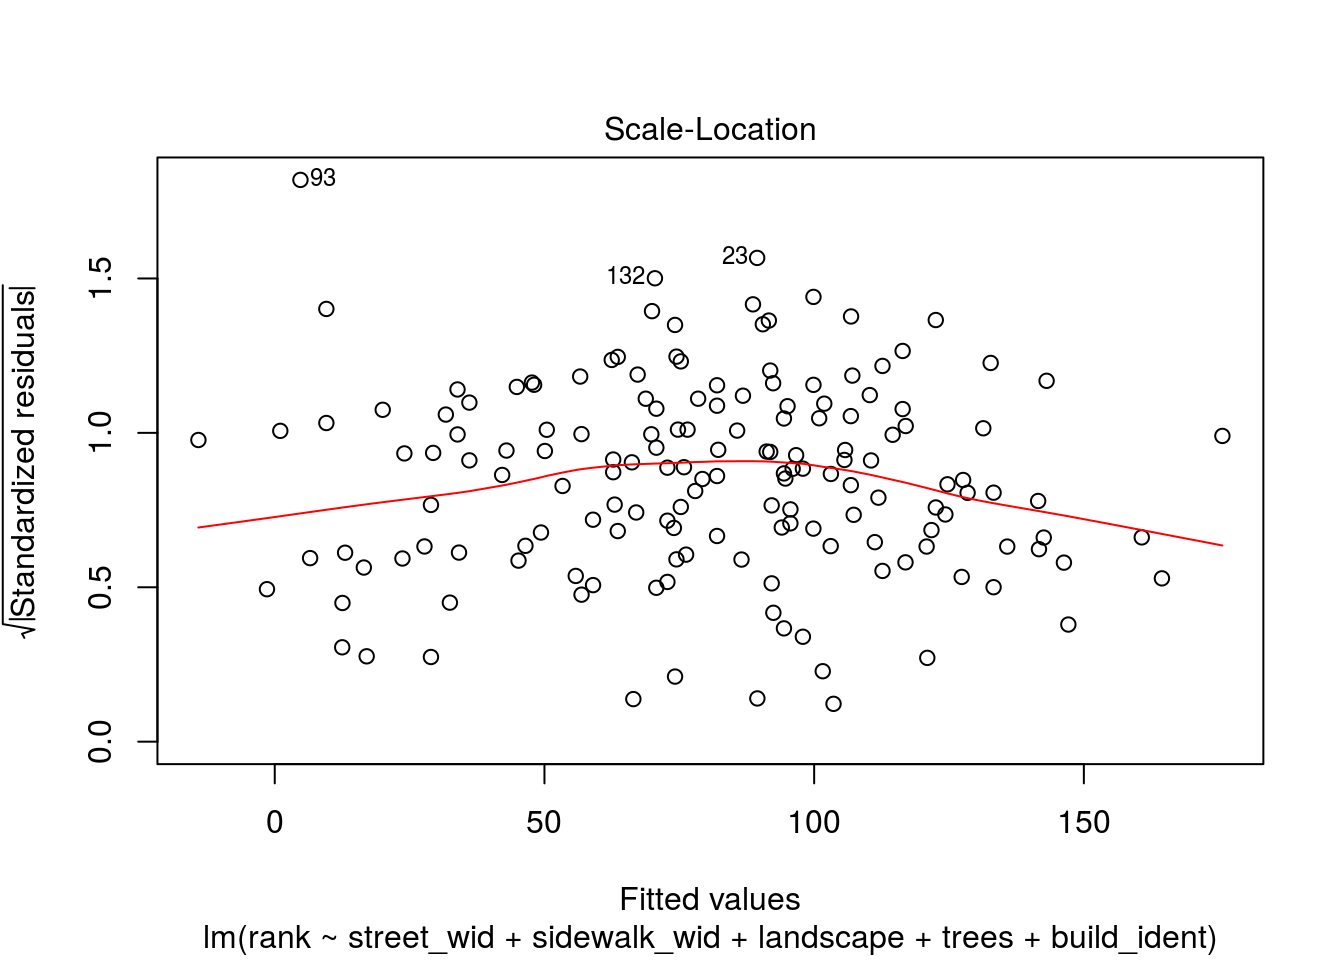 Scale-Location
93
23
132
√|Standardized residuals|
1.5
1.0
0.5
0.0
0 50 100 150
Fitted values
lm(rank ~ street_wid + sidewalk_wid + landscape + trees + build_ident)